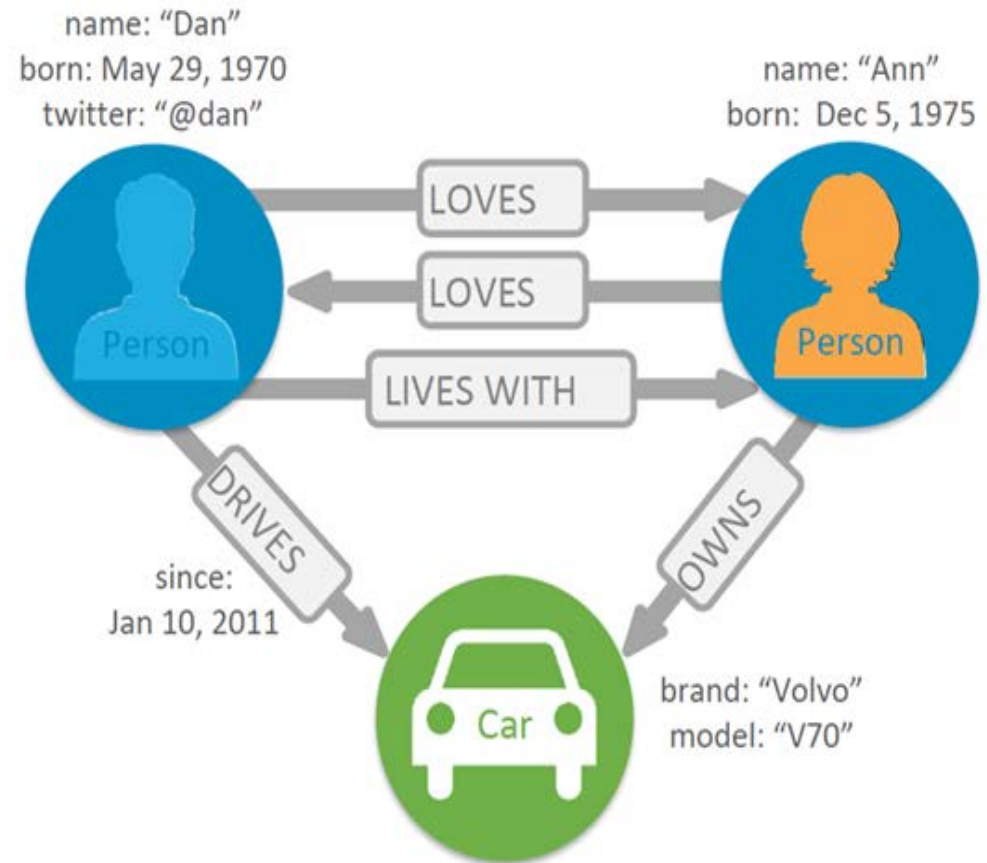 name: “Dan”
born: May 29, 1970
twitter: “@dan”
name: “Ann”
born:  Dec 5, 1975
LOVES
LOVES
Person
Person
LIVES WITH
DRIVES
OWNS
since:
Jan 10, 2011
brand: “Volvo”
model: “V70”
Car